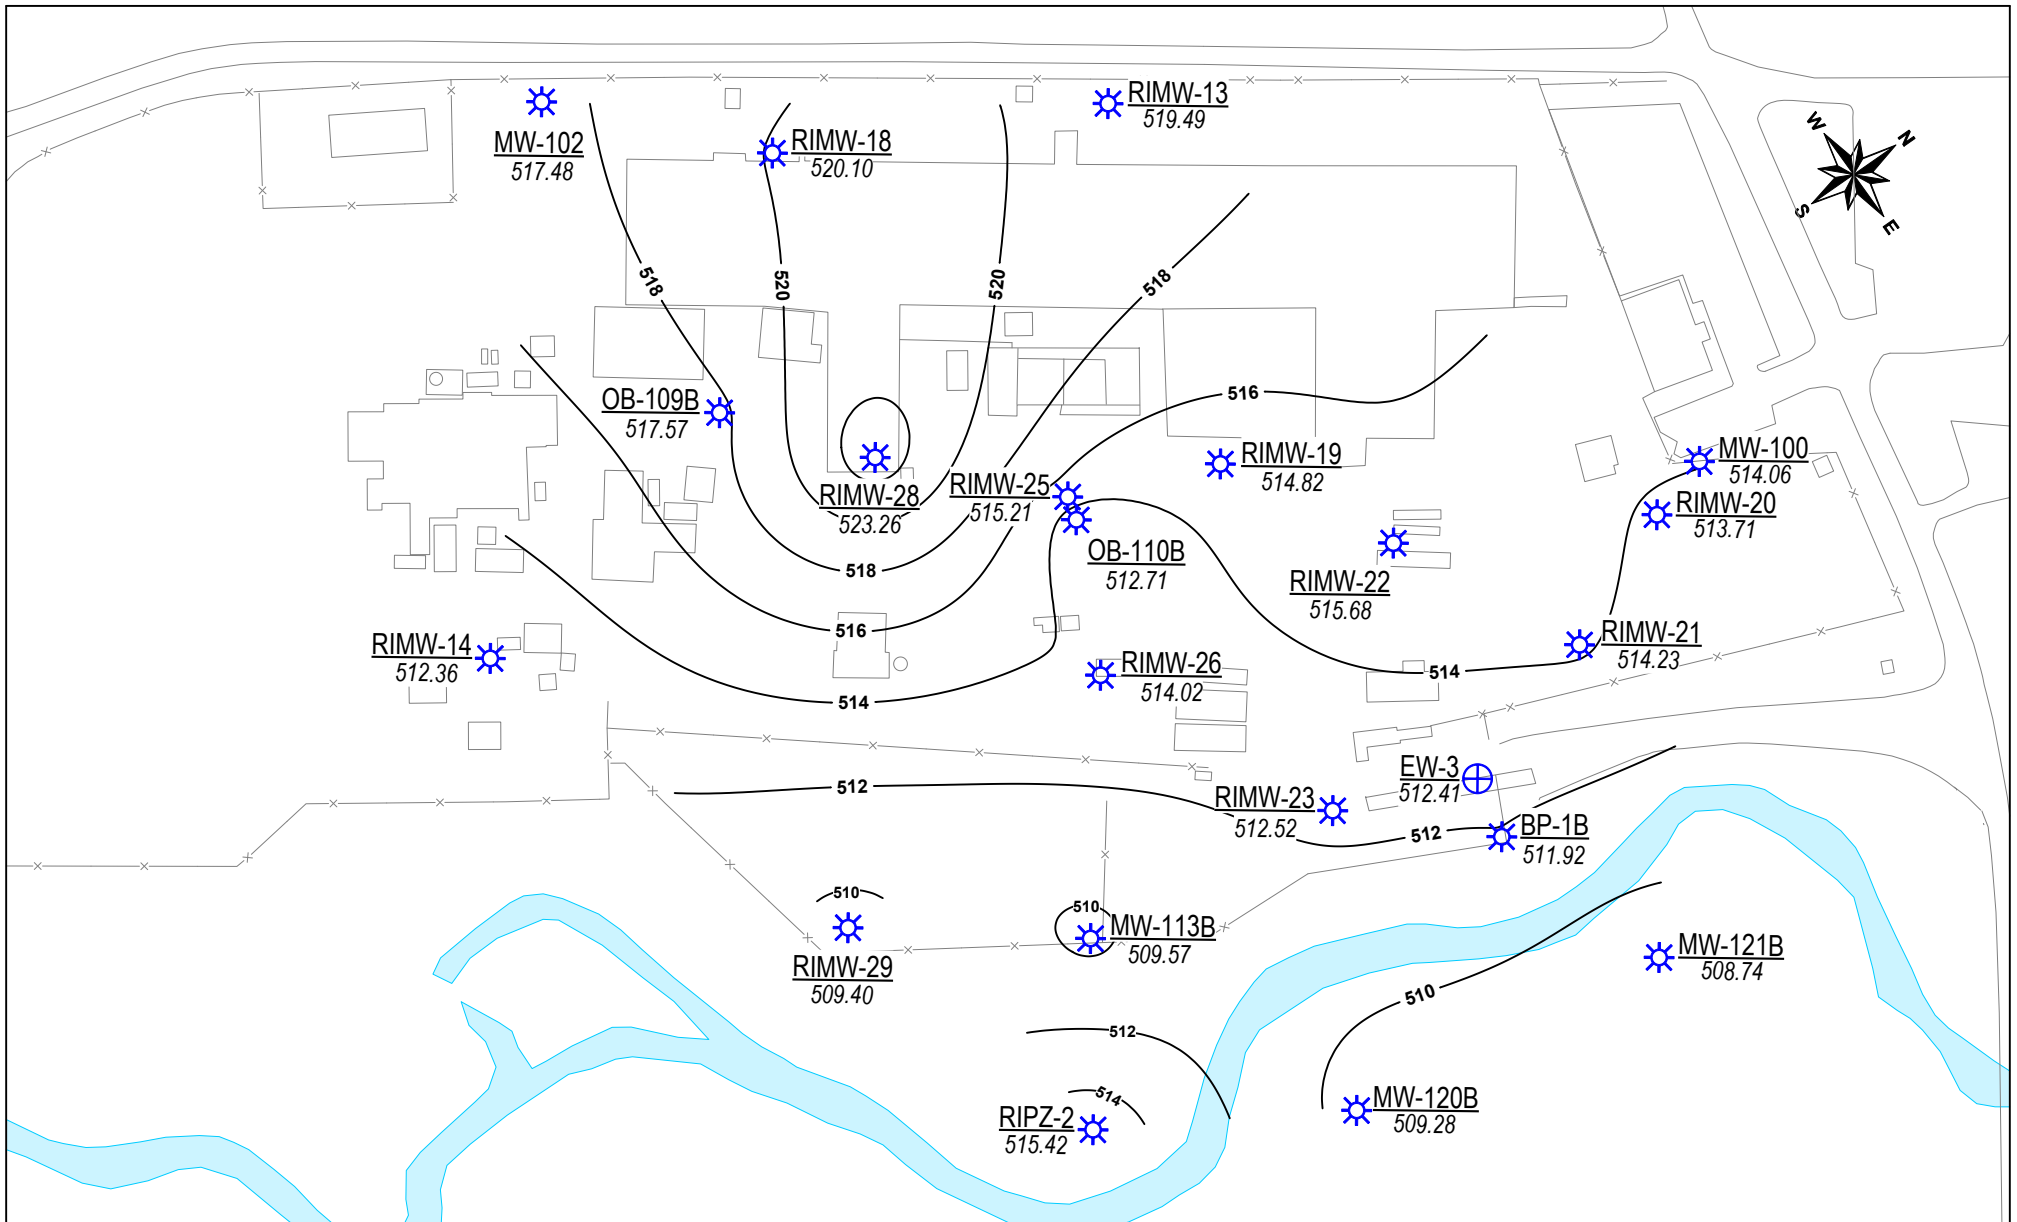 RIMW-13
519.49
MW-102
517.48
RIMW-18
520.10
W
N
S
E
518
520
520
518
OB-109B
517.57
516
RIMW-28
523.26
RIMW-25
515.21
RIMW-19
514.82
MW-100
514.06
RIMW-20
513.71
OB-110B
512.71
518
RIMW-22
515.68
516
RIMW-14
512.36
RIMW-21
514.23
RIMW-26
514.02
514
514
EW-3
512.41
512
RIMW-23
512.52
512
BP-1B
511.92
510
510
MW-113B
509.57
RIMW-29
509.40
MW-121B
508.74
510
512
514
RIPZ-2
515.42
MW-120B
509.28